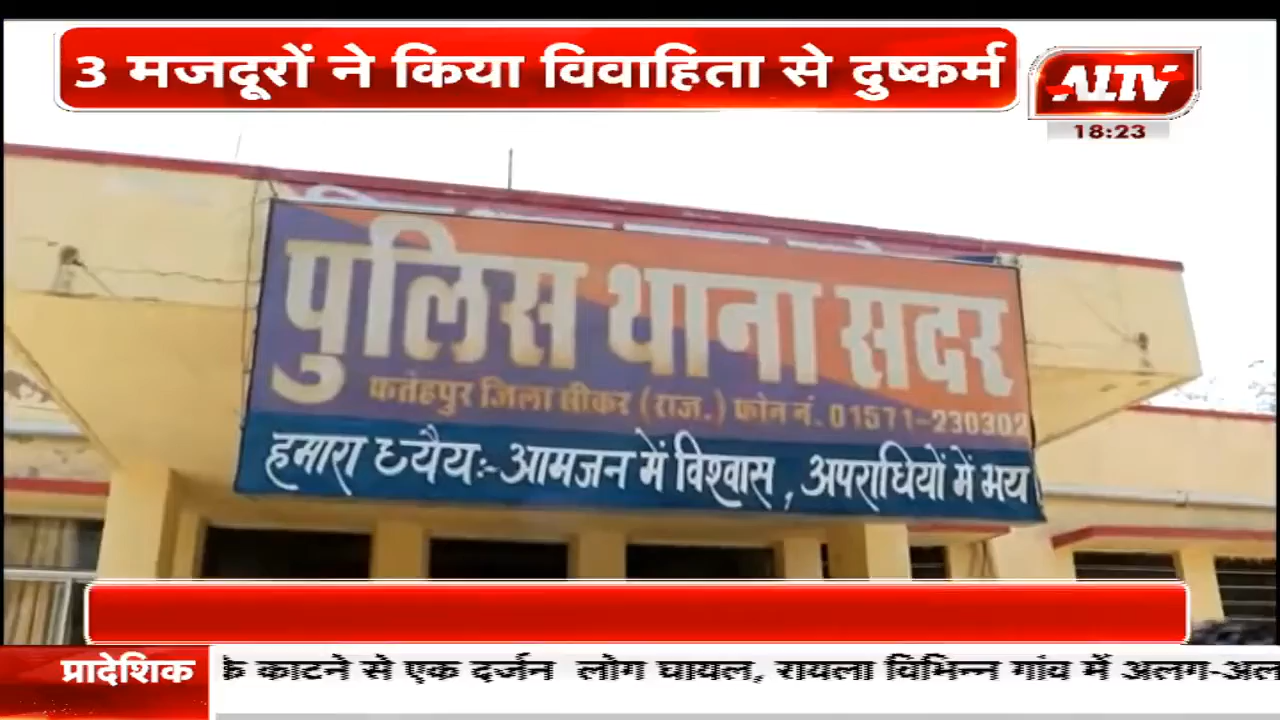 3 मजदूरों ने किया विवाहिता से दुष्कर्म
ALTV
18:23
पुलिस थाना सदर
फतेहपुर जिला सीकर (राज.) फोन नं. 01571-230302
हमारा ध्यैयः- आमजन में विश्वास , अपराधियों में भय
प्रादेशिक
के काटने से एक दर्जन लोग घायल, रायला विभिन्न गांव में अलग-अल